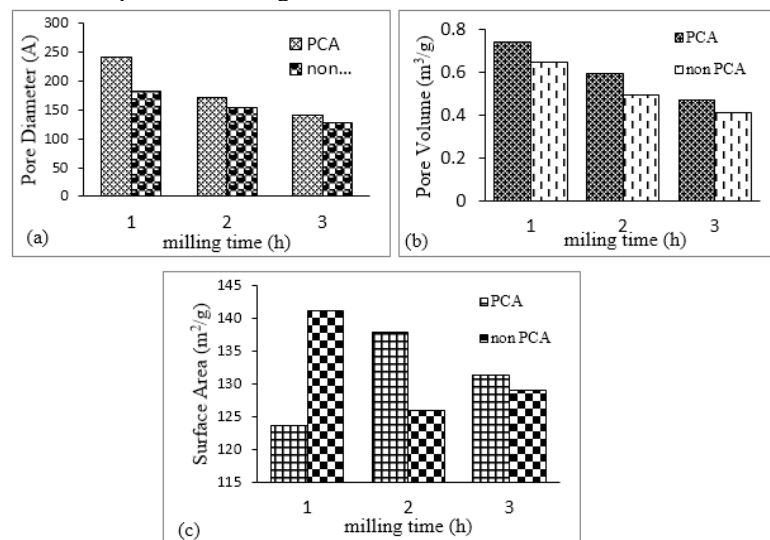 300
250
200
150
100
50
0
Pore Diameter (A)
PCA
non...
1 2 3
milling time (h)
(a)
0.8
0.6
0.4
0.2
0
Pore Volume (m³/g)
PCA
non PCA
1 2 3
miling time (h)
(b)
145
140
135
130
125
120
115
Surface Area (m²/g)
PCA
non PCA
1 2 3
milling time (h)
(c)